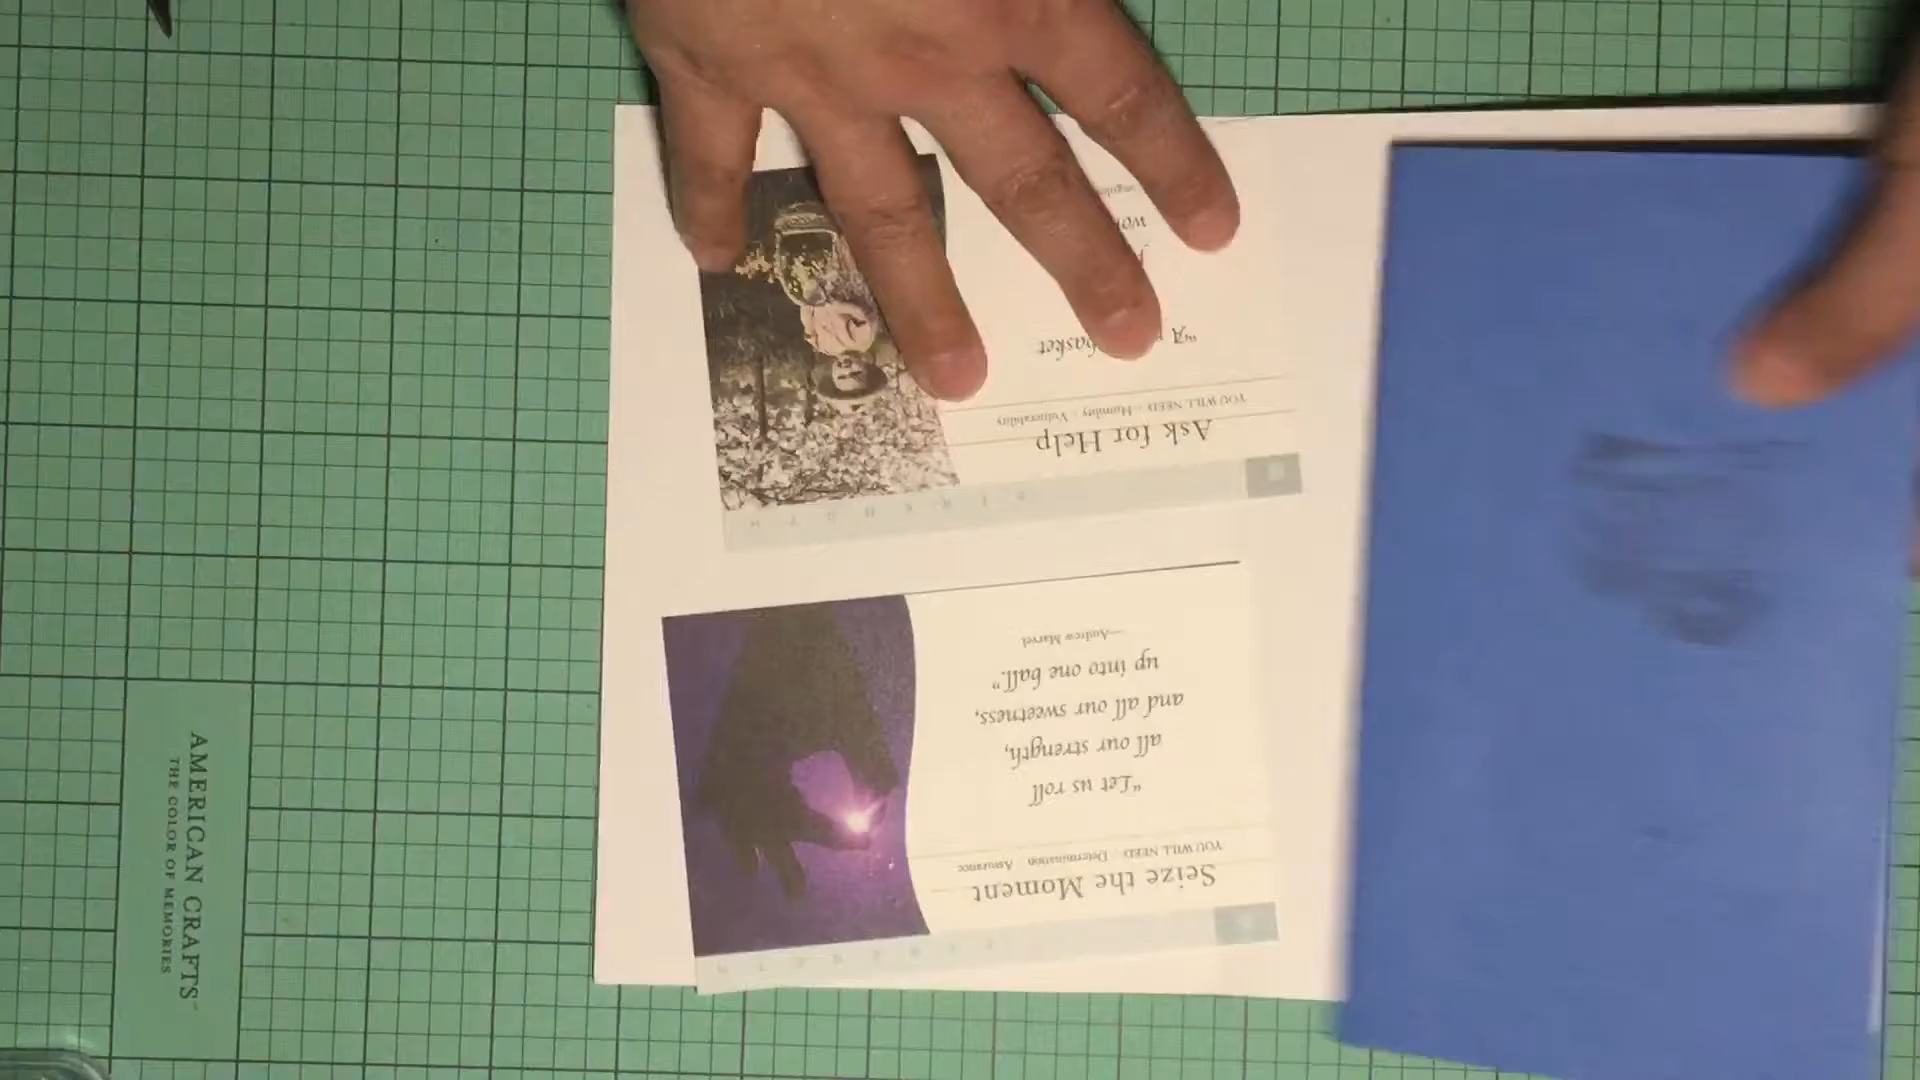 AMERICAN CRAFTS
THE COLOR OF MEMORIES
Ask for Help
YOU WILL NEED - Humility - Vulnerability
basket
Seize the Moment
YOU WILL NEED - Determination - Assurance
"Let us roll
all our strength,
and all our sweetness,
up into one ball."
—Andrew Marvel